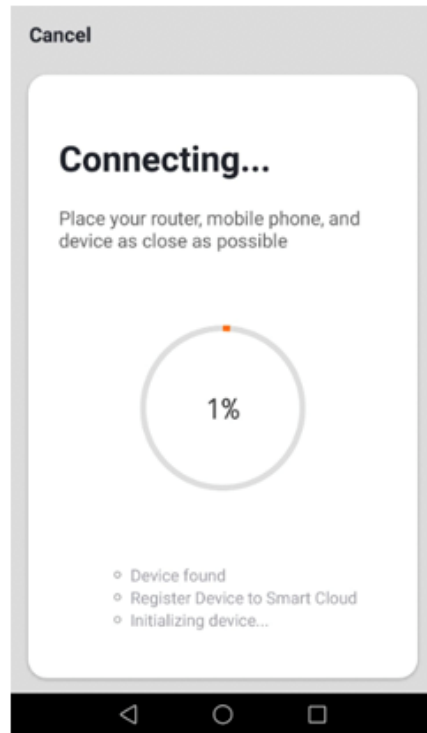 Cancel
Connecting...
Place your router, mobile phone, and
device as close as possible
1%
Device found
Register Device to Smart Cloud
Initializing device...